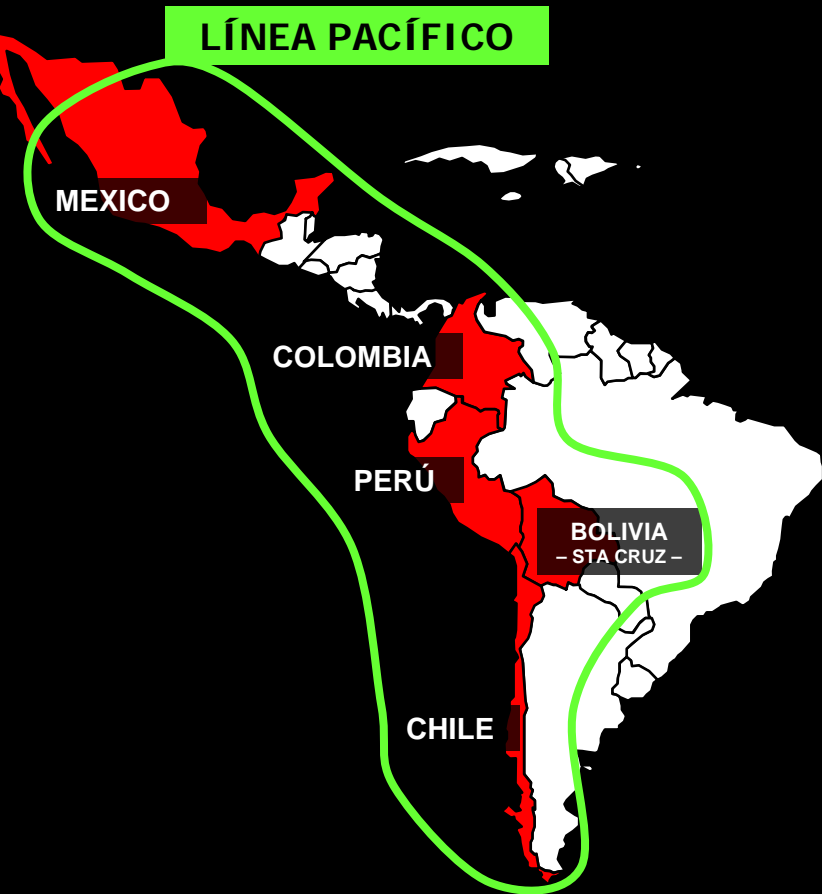 LÍNEA PACÍFICO
MEXICO
COLOMBIA
PERÚ
BOLIVIA
– STA CRUZ –
CHILE